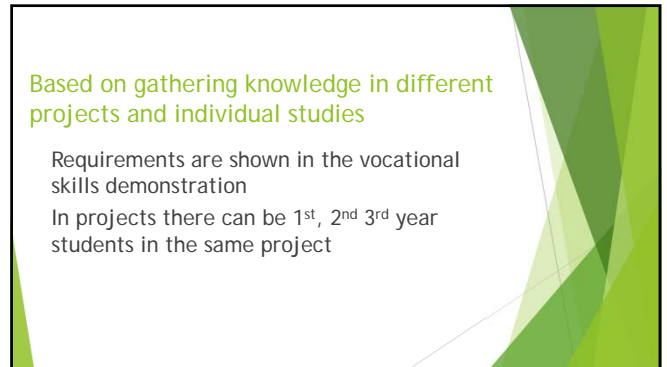 Based on gathering knowledge in different
projects and individual studies
Requirements are shown in the vocational
skills demonstration
In projects there can be 1st, 2nd 3rd year
students in the same project